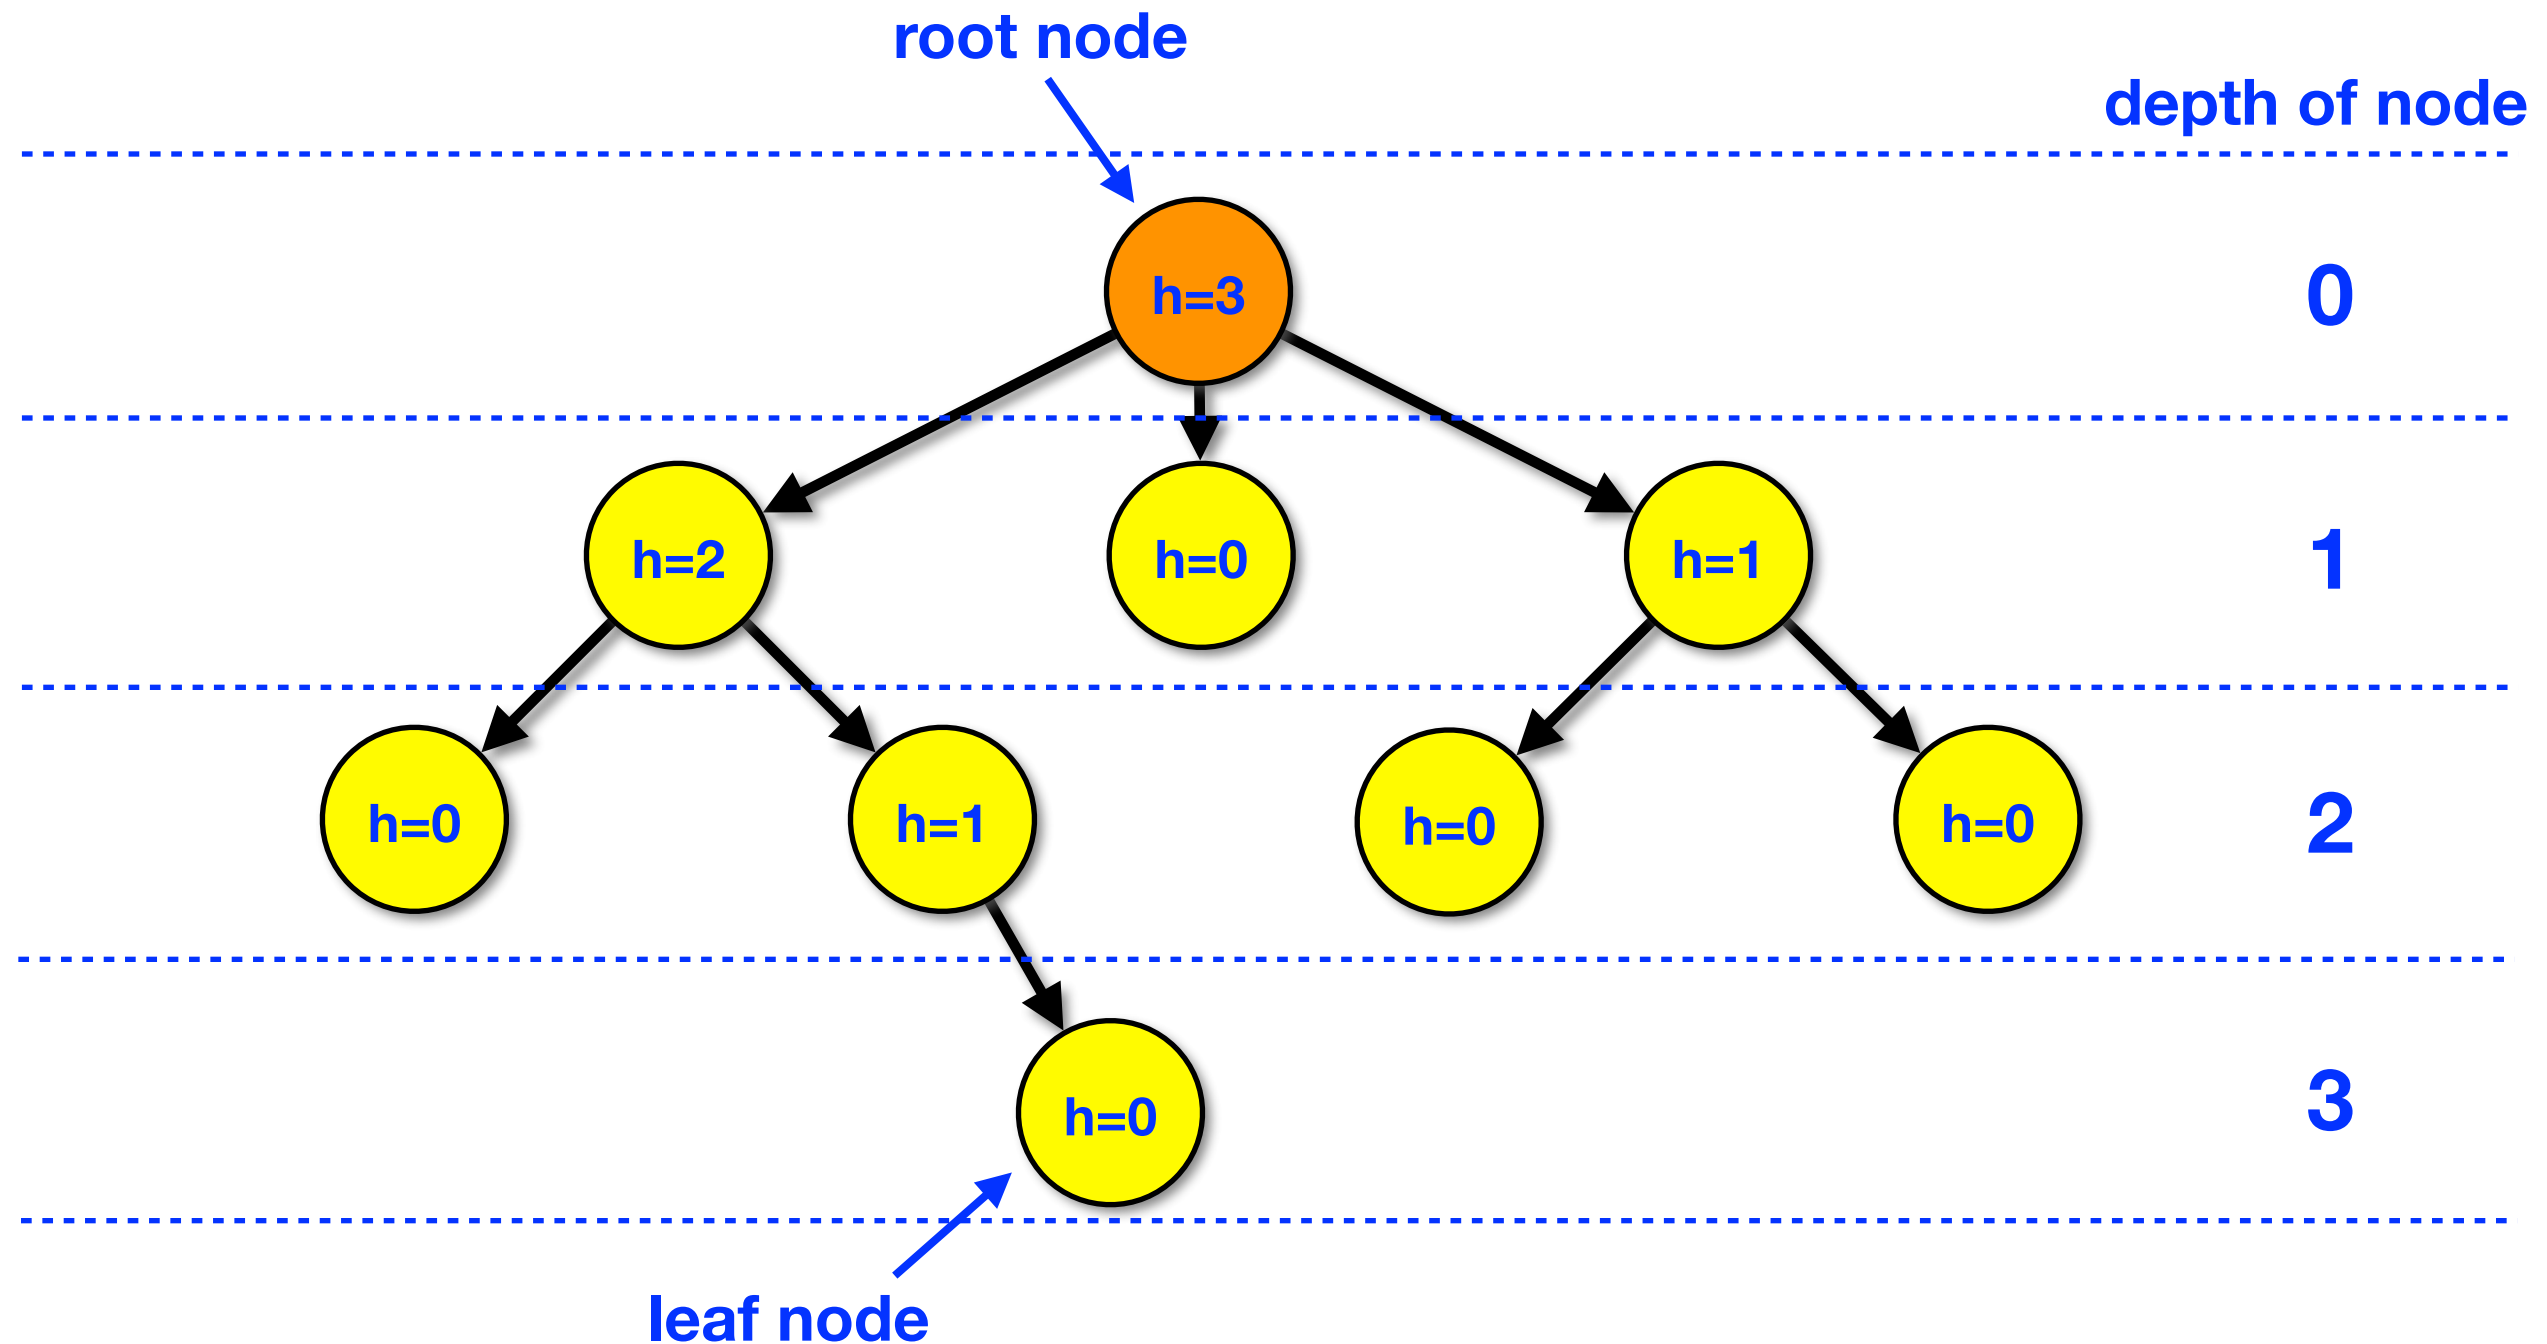 root node
depth of node
h=3
0
h=2
h=0
h=1
1
h=0
h=1
h=0
h=0
2
h=0
3
leaf node